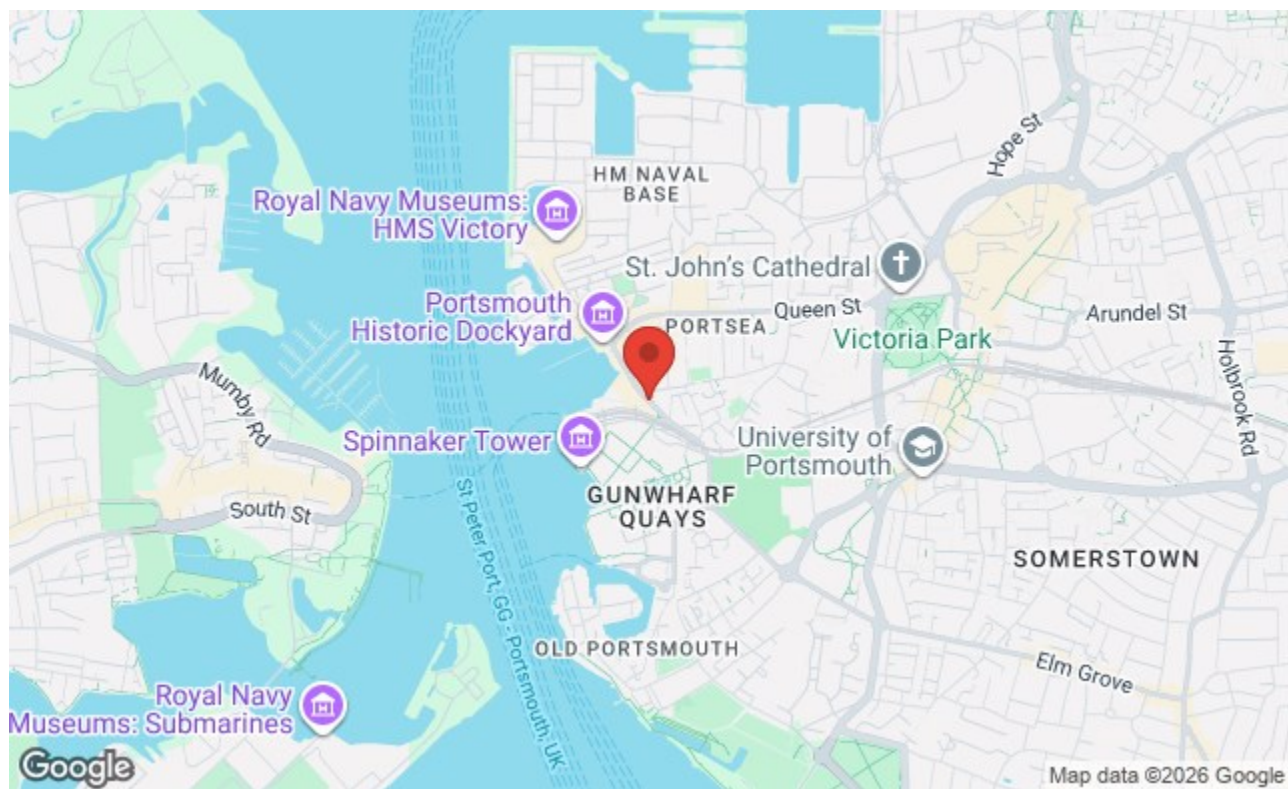 Hope St
HM NAVAL
BASE
Royal Navy Museums:
HMS Victory
St. John's Cathedral
Portsmouth
Historic Dockyard
Queen St
PORTSEA
Arundel St
Victoria Park
Holbrook Rd
Mumby Rd
Spinnaker Tower
University of
Portsmouth
GUNWHARF
QUAYS
South St
St Peter Port, GG - Portsmouth, UK
SOMERSTOWN
OLD PORTSMOUTH
Elm Grove
Royal Navy
Museums: Submarines
Google
Map data ©2026 Google